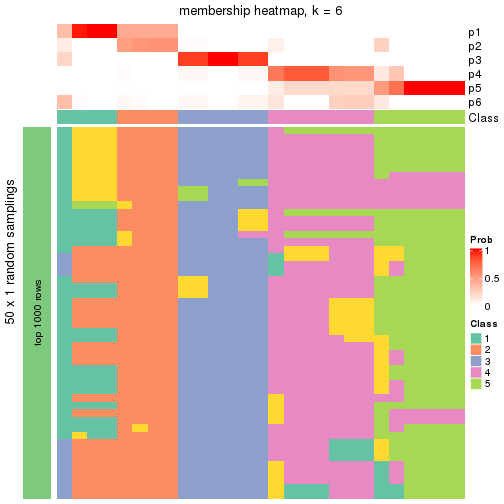 membership heatmap, k = 6
p1
p2
p3
p4
p5
p6
Class
50 x 1 random samplings
top 1000 rows
Prob
1
0.5
0
Class
1
2
3
4
5